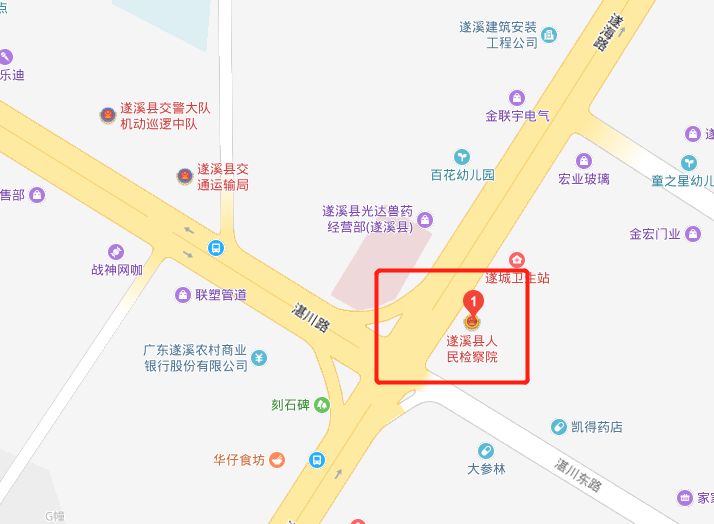 点
遂溪建筑安装
工程公司
遂海路
乐迪
遂溪县交警大队
机动巡逻中队
金联宇电气
遂溪县交
通运输局
百花幼儿园
宏业玻璃
童之星幼儿
售部
遂溪县光达兽药
经营部(遂溪县)
金宏门业
战神网咖
遂城卫生站
联塑管道
湛川路
1
遂溪县人
民检察院
广东遂溪农村商业
银行股份有限公司
¥
刻石碑
凯得药店
华仔食坊
大参林
湛川东路
G幢